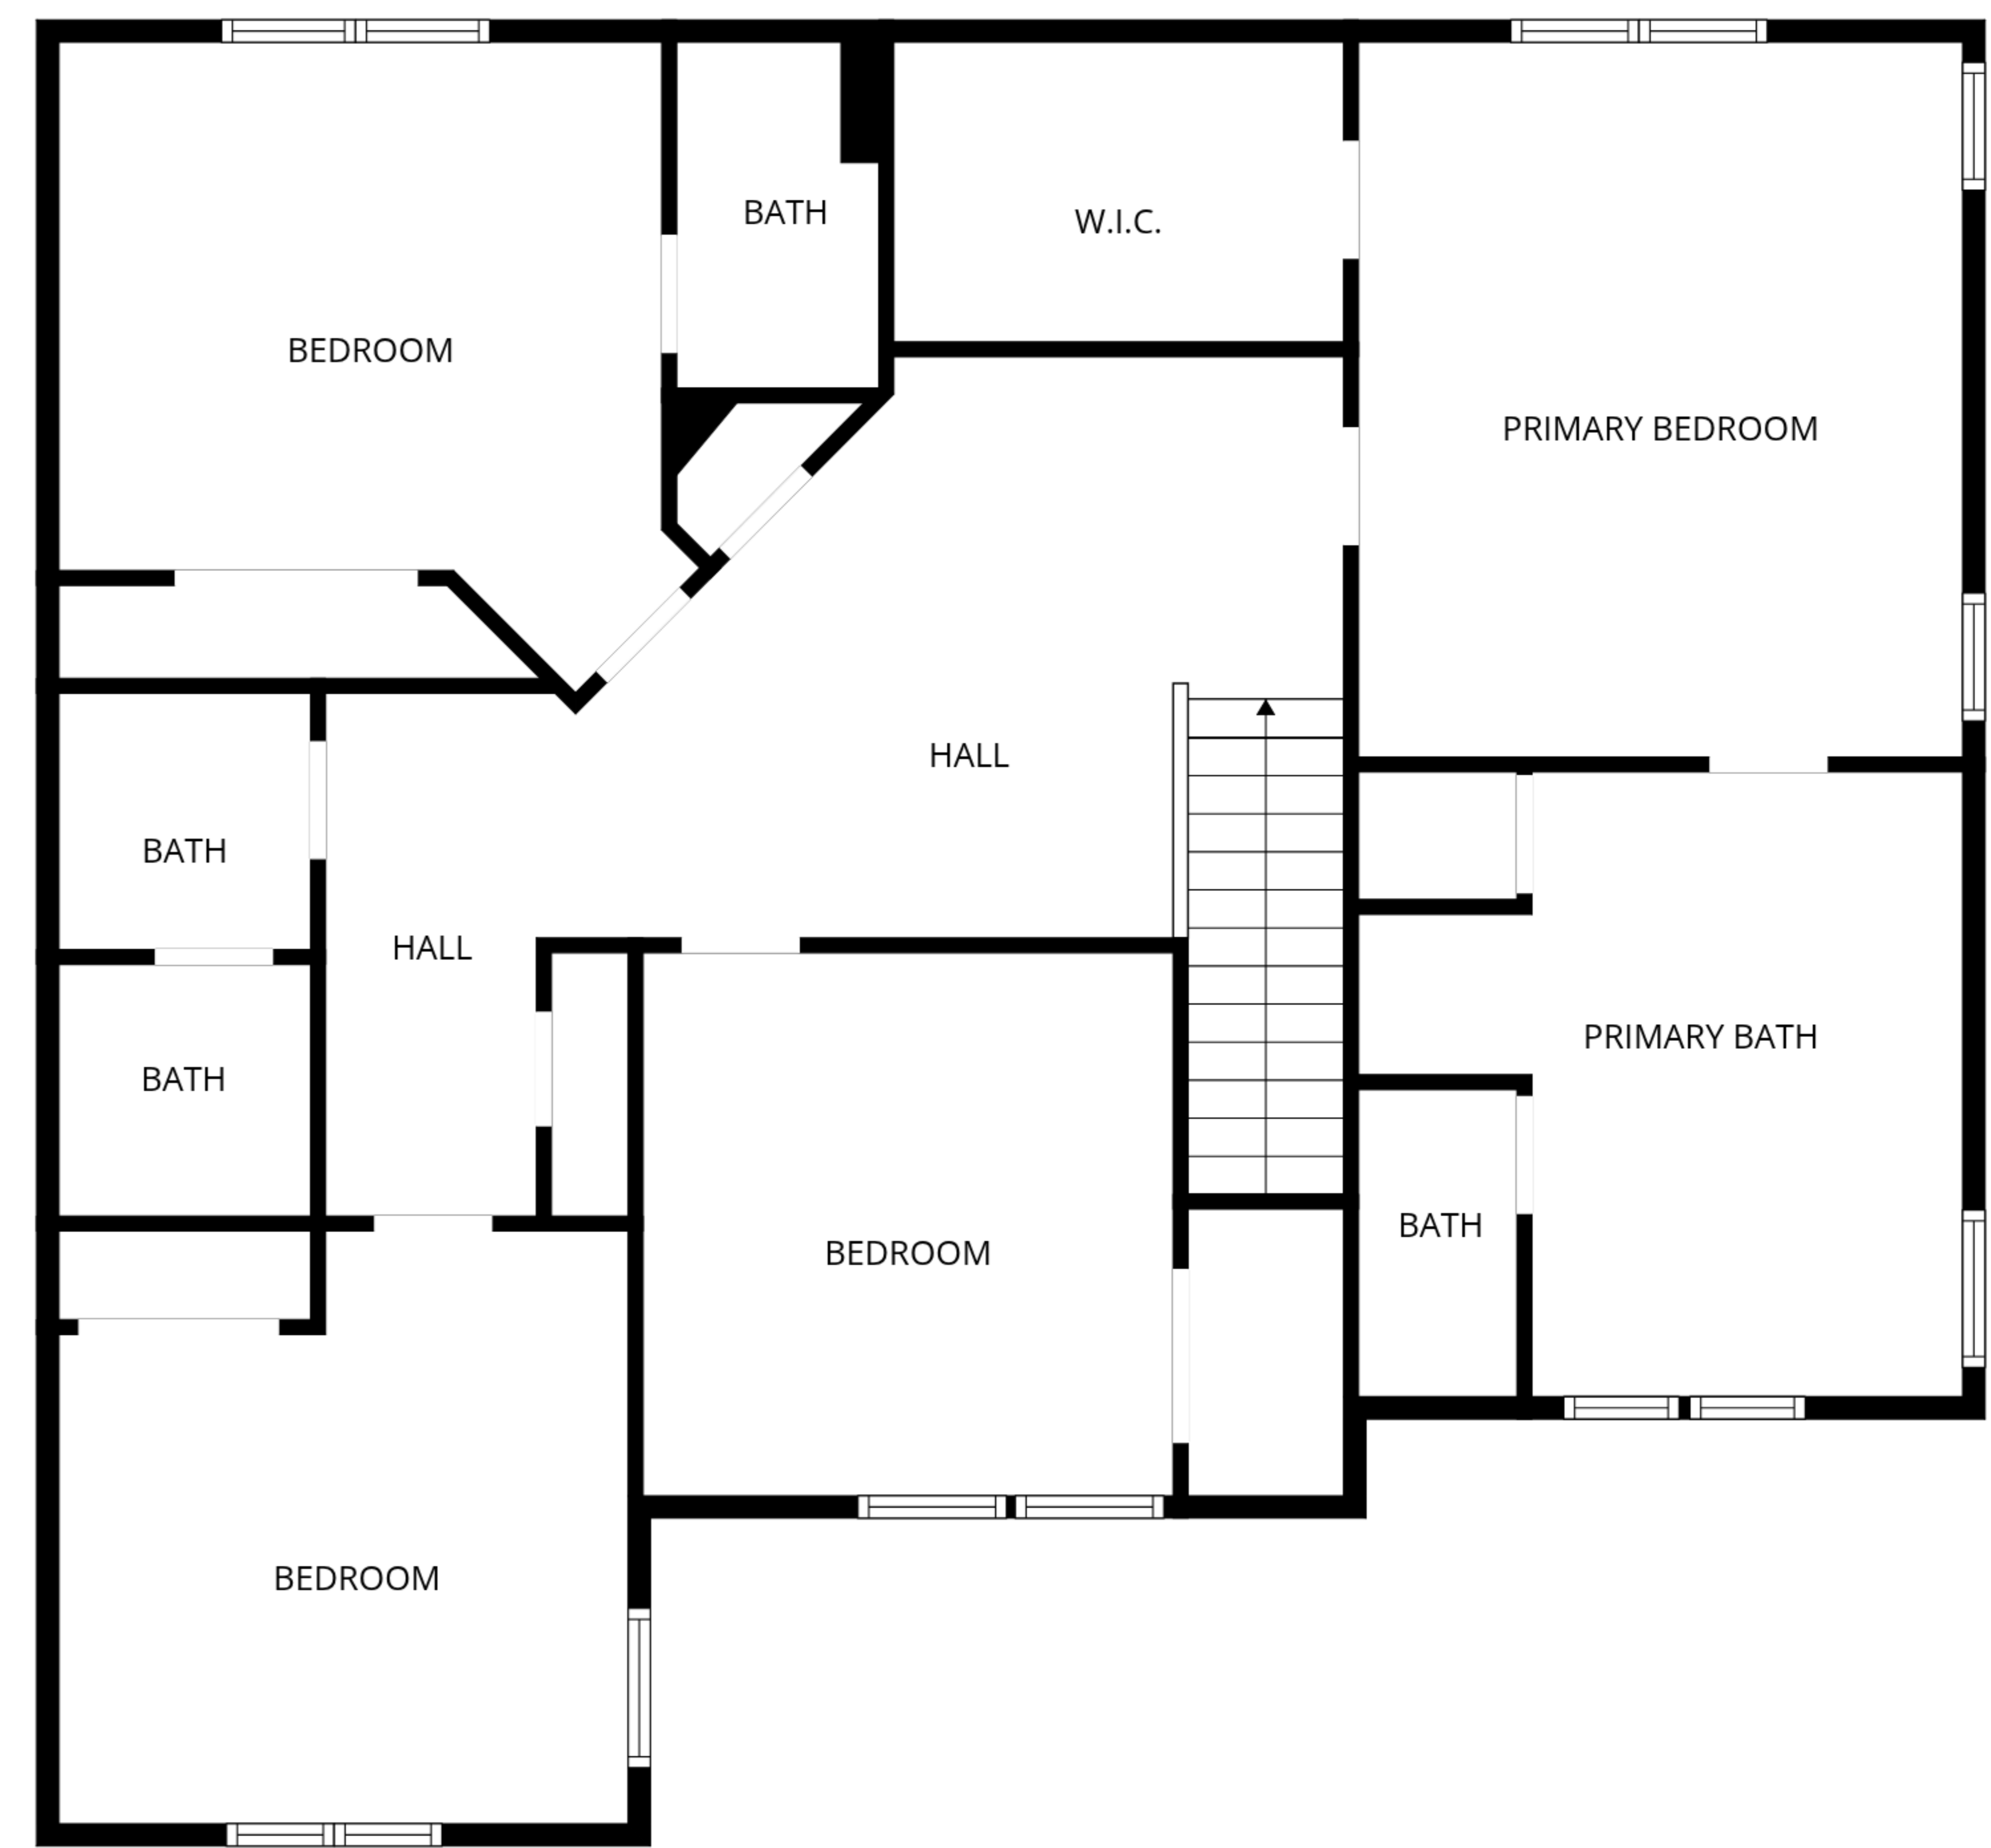 BATH
W.I.C.
BEDROOM
PRIMARY BEDROOM
HALL
BATH
HALL
PRIMARY BATH
BATH
BATH
BEDROOM
BEDROOM